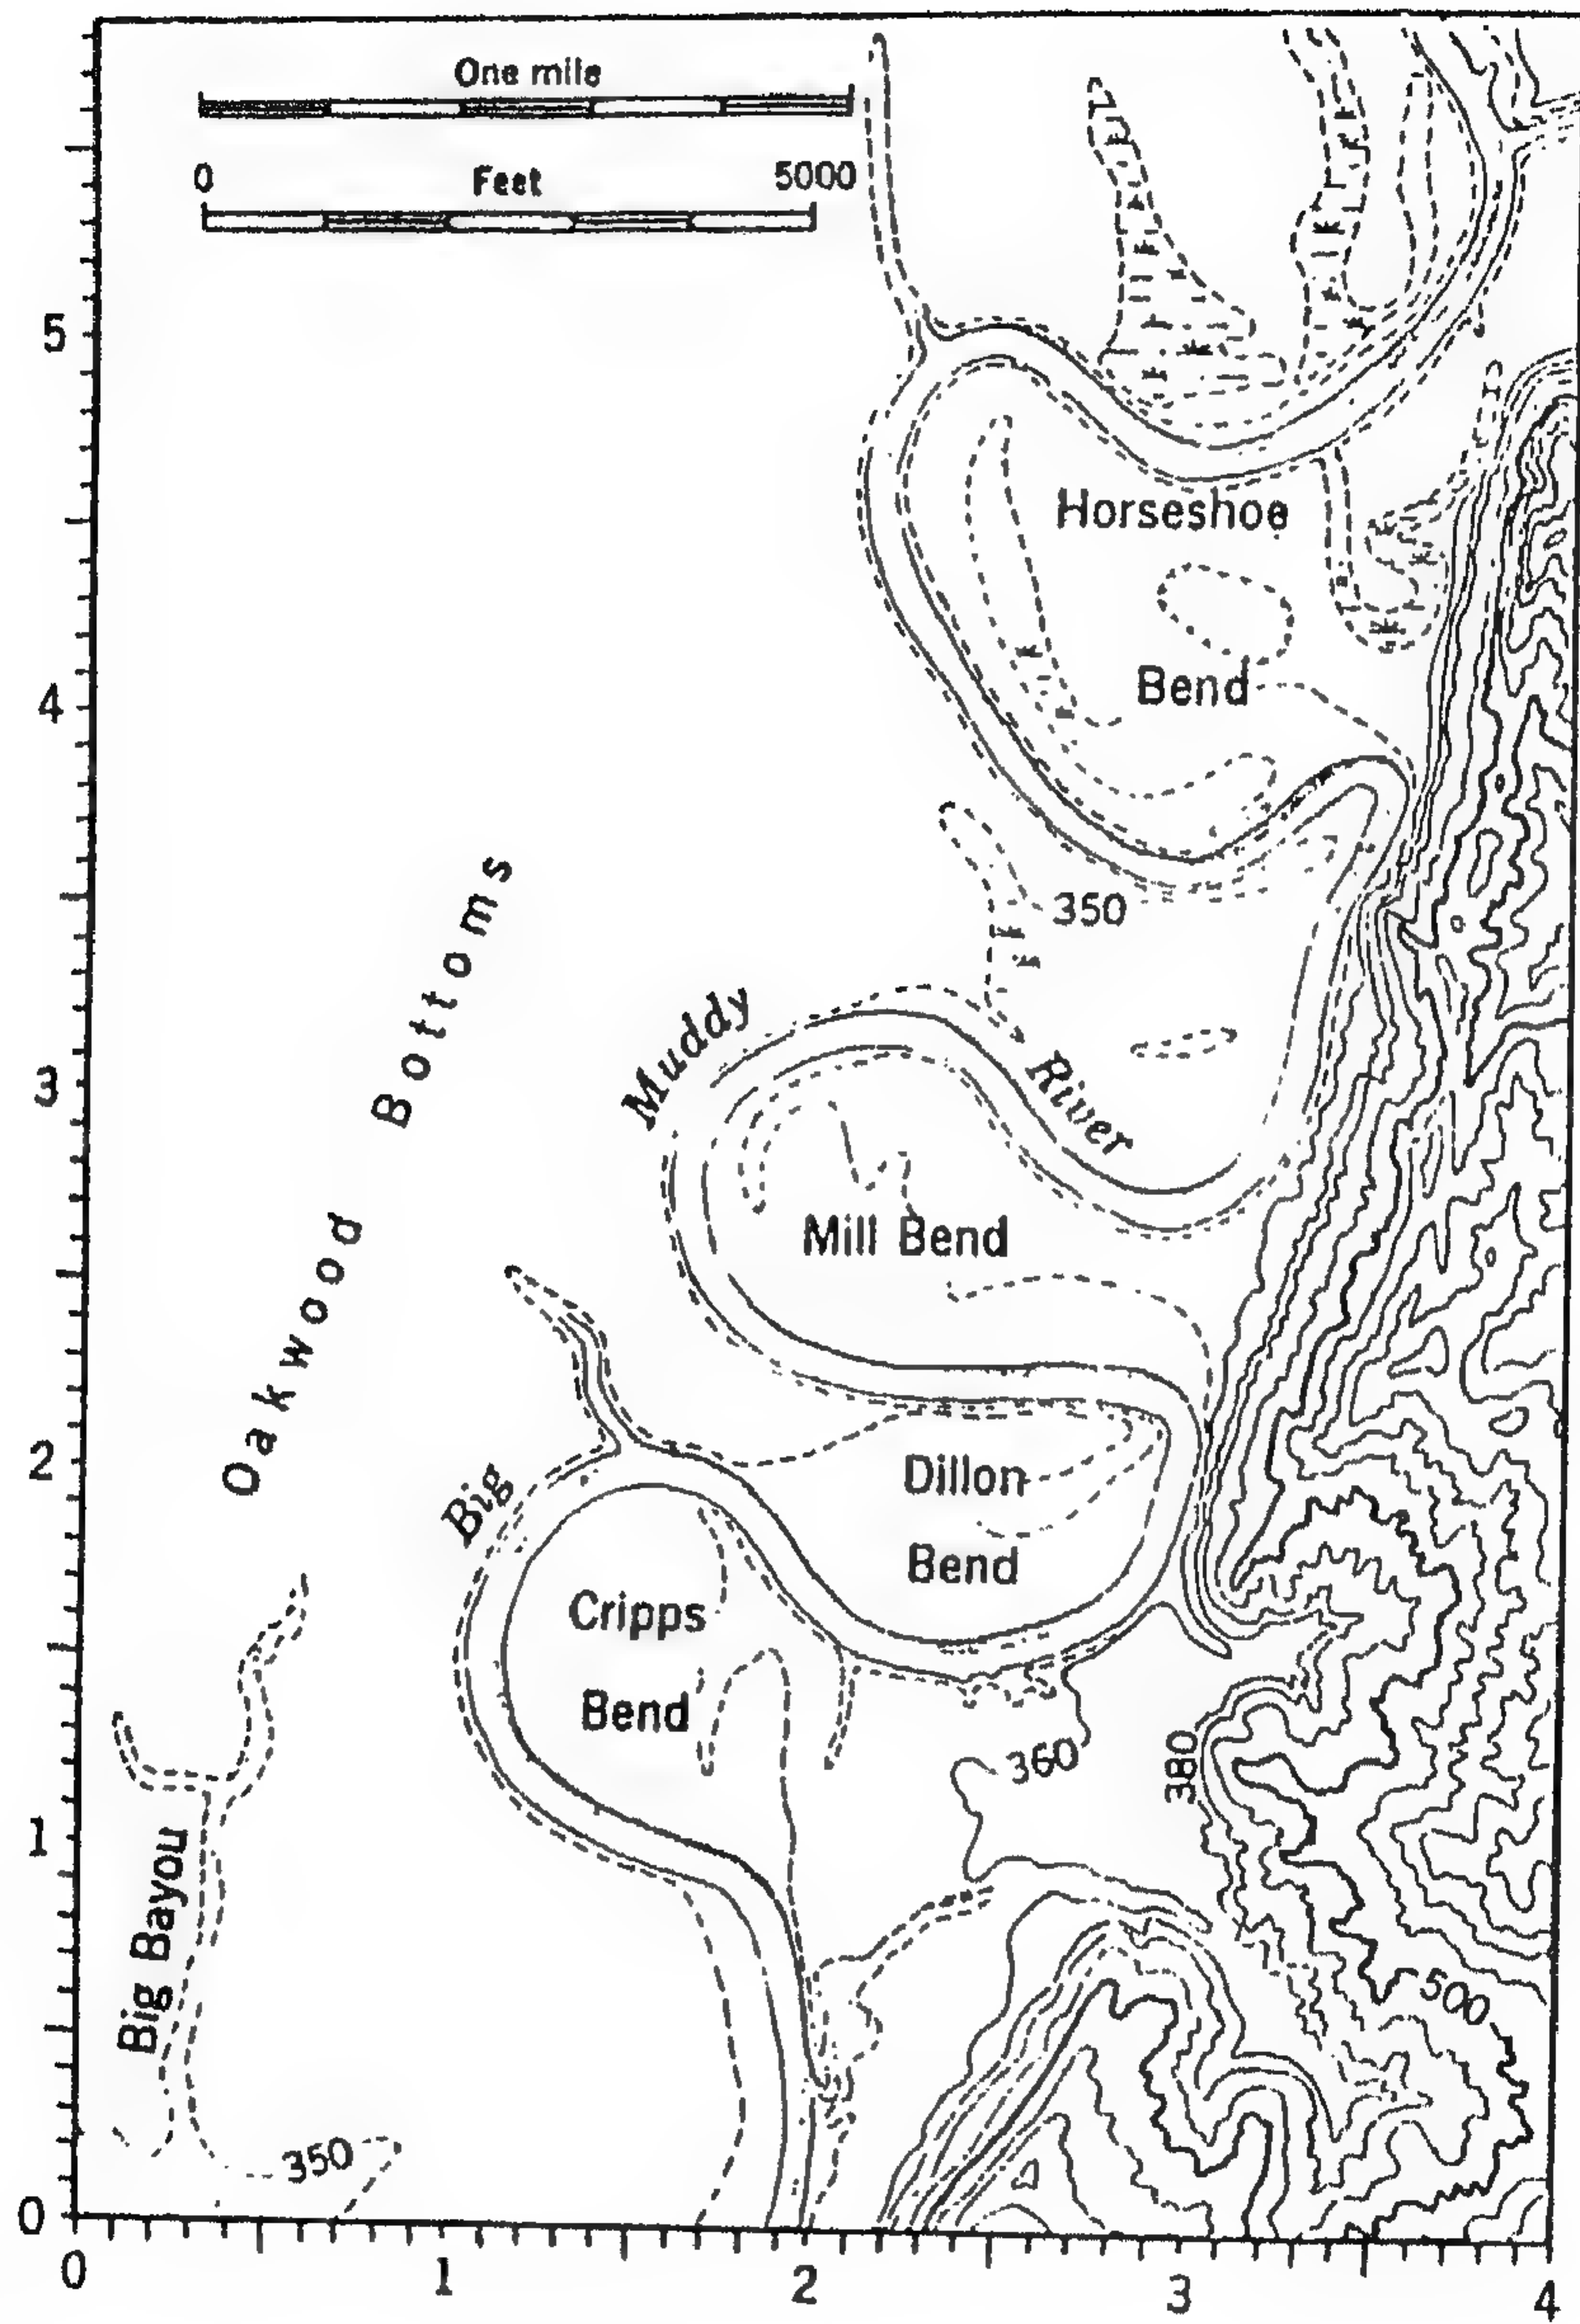 One mile
0 Feet 5000
5
Horseshoe
Bend
4
350
Oakwood Bottoms
Big Muddy River
3
Mill Bend
2
Dillon
Bend
Cripps
Bend
360
380
1
Big Bayou
500
350
0
0 1 2 3 4